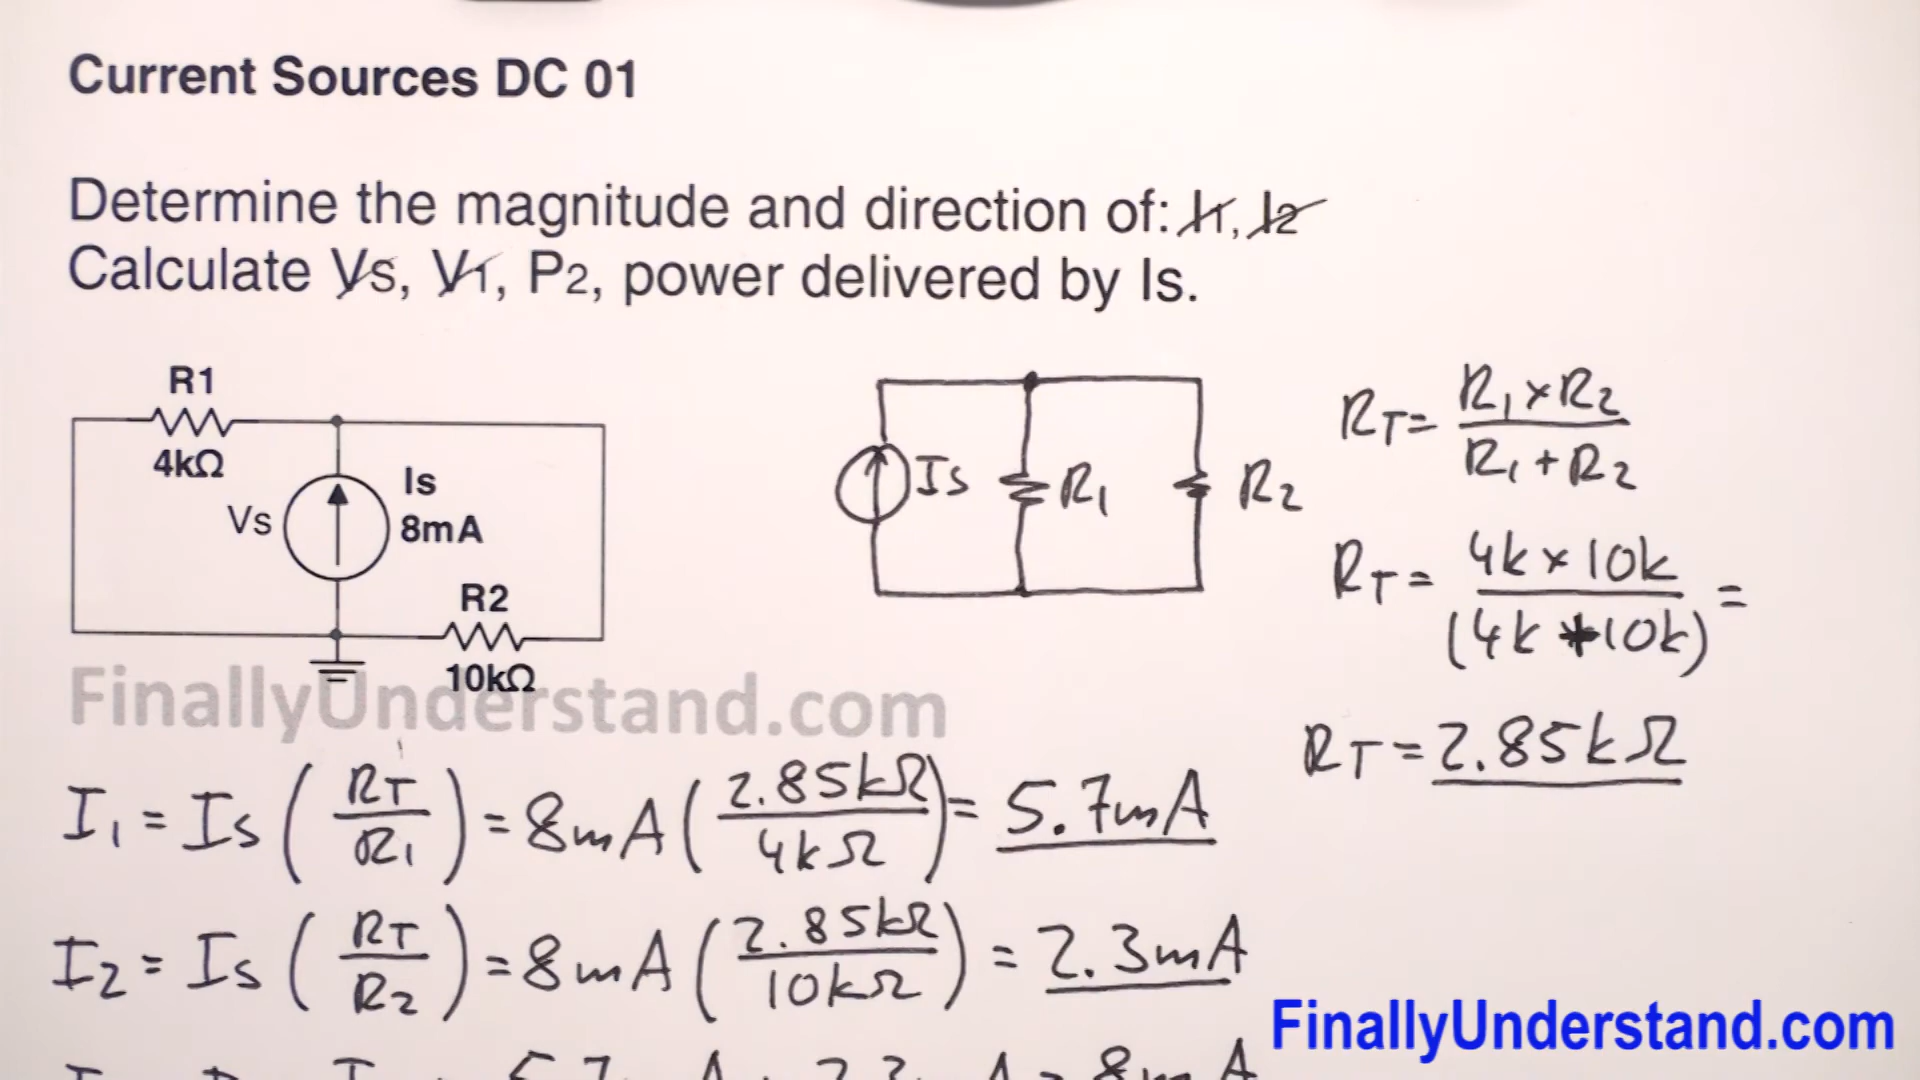 Current Sources DC 01
Determine the magnitude and direction of: I1, I2
Calculate Vs, V1, P2, power delivered by Is.
R1
4kΩ
Vs
Is
8mA
R2
10kΩ
Is
R1
R2
RT = R1 x R2 / R1 + R2
RT = 4k x 10k / (4k + 10k) =
RT = 2.85kΩ
FinallyUnderstand.com
I1 = Is (RT / R1) = 8mA (2.85kΩ / 4kΩ) = 5.7mA
I2 = Is (RT / R2) = 8mA (2.85kΩ / 10kΩ) = 2.3mA
FinallyUnderstand.com